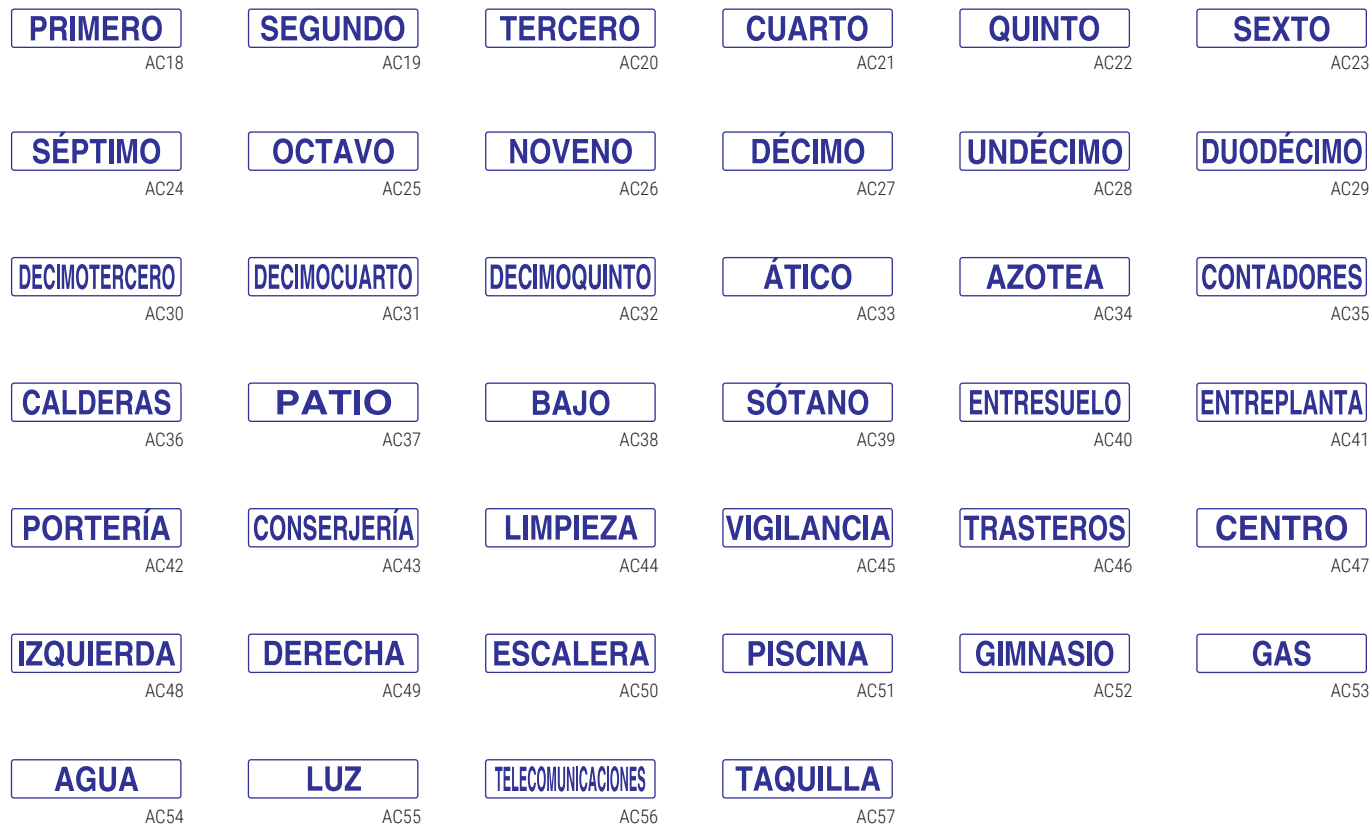 PRIMERO SEGUNDO TERCERO CUARTO QUINTO SEXTO
AC18 AC19 AC20 AC21 AC22 AC23
SÉPTIMO OCTAVO NOVENO DÉCIMO UNDÉCIMO DUODÉCIMO
AC24 AC25 AC26 AC27 AC28 AC29
DECIMOTERCERO DECIMOCUARTO DECIMOQUINTO ÁTICO AZOTEA CONTADORES
AC30 AC31 AC32 AC33 AC34 AC35
CALDERAS PATIO BAJO SÓTANO ENTRESUELO ENTREPLANTA
AC36 AC37 AC38 AC39 AC40 AC41
PORTERÍA CONSERJERÍA LIMPIEZA VIGILANCIA TRASTEROS CENTRO
AC42 AC43 AC44 AC45 AC46 AC47
IZQUIERDA DERECHA ESCALERA PISCINA GIMNASIO GAS
AC48 AC49 AC50 AC51 AC52 AC53
AGUA LUZ TELECOMUNICACIONES TAQUILLA
AC54 AC55 AC56 AC57